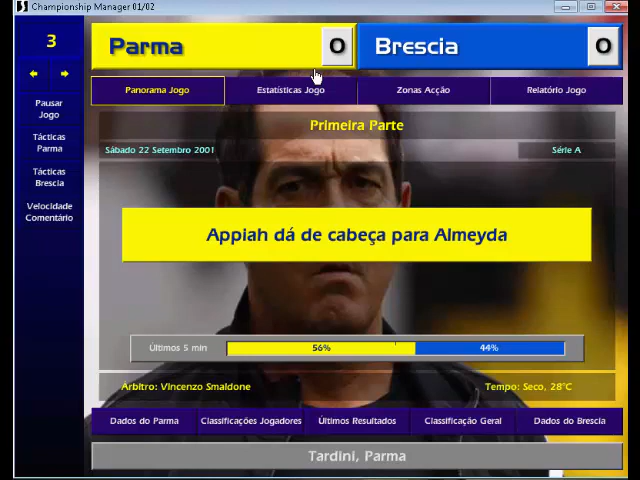 Championship Manager 01/02
3
Parma 0
Brescia 0
Panorama Jogo
Estatísticas Jogo
Zonas Acção
Relatório Jogo
Pausar
Jogo
Tácticas
Parma
Tácticas
Brescia
Velocidade
Comentário
Primeira Parte
Sábado 22 Setembro 2001
Série A
Appiah dá de cabeça para Almeyda
Últimos 5 min
56%
44%
Árbitro: Vincenzo Smaldone
Tempo: Seco, 28°C
Dados do Parma
Classificações Jogadores
Últimos Resultados
Classificação Geral
Dados do Brescia
Tardini, Parma